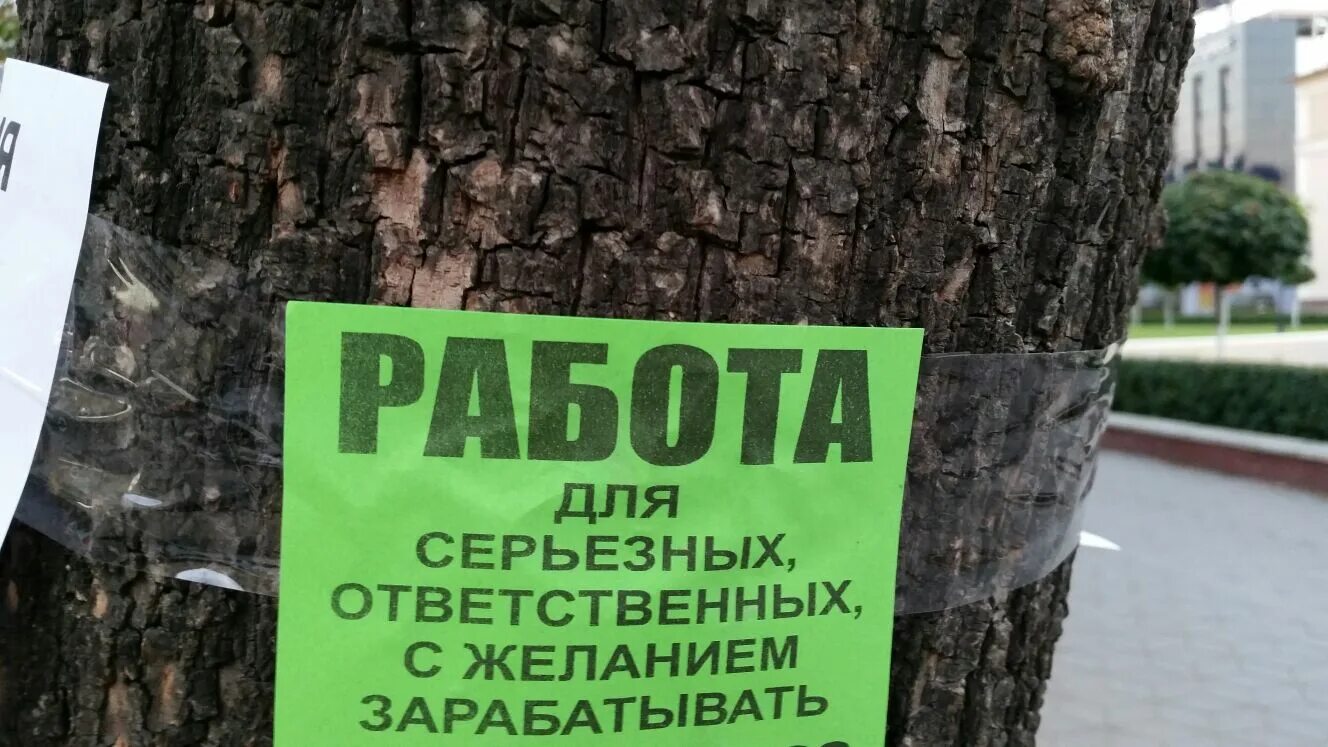 РАБОТА
ДЛЯ
СЕРЬЕЗНЫХ,
ОТВЕТСТВЕННЫХ,
С ЖЕЛАНИЕМ
ЗАРАБАТЫВАТЬ